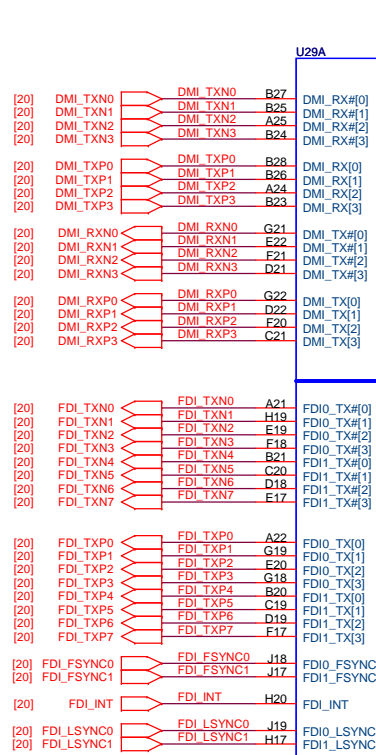 U29A
[20] DMI_TXN0 DMI_TXN0 B27 DMI_RX#[0]
[20] DMI_TXN1 DMI_TXN1 B25 DMI_RX#[1]
[20] DMI_TXN2 DMI_TXN2 A25 DMI_RX#[2]
[20] DMI_TXN3 DMI_TXN3 B24 DMI_RX#[3]
[20] DMI_TXP0 DMI_TXP0 B28 DMI_RX[0]
[20] DMI_TXP1 DMI_TXP1 B26 DMI_RX[1]
[20] DMI_TXP2 DMI_TXP2 A24 DMI_RX[2]
[20] DMI_TXP3 DMI_TXP3 B23 DMI_RX[3]
[20] DMI_RXN0 DMI_RXN0 G21 DMI_TX#[0]
[20] DMI_RXN1 DMI_RXN1 E22 DMI_TX#[1]
[20] DMI_RXN2 DMI_RXN2 F21 DMI_TX#[2]
[20] DMI_RXN3 DMI_RXN3 D21 DMI_TX#[3]
[20] DMI_RXP0 DMI_RXP0 G22 DMI_TX[0]
[20] DMI_RXP1 DMI_RXP1 D22 DMI_TX[1]
[20] DMI_RXP2 DMI_RXP2 F20 DMI_TX[2]
[20] DMI_RXP3 DMI_RXP3 C21 DMI_TX[3]
[20] FDI_TXN0 FDI_TXN0 A21 FDI0_TX#[0]
[20] FDI_TXN1 FDI_TXN1 H19 FDI0_TX#[1]
[20] FDI_TXN2 FDI_TXN2 E19 FDI0_TX#[2]
[20] FDI_TXN3 FDI_TXN3 F18 FDI0_TX#[3]
[20] FDI_TXN4 FDI_TXN4 B21 FDI1_TX#[0]
[20] FDI_TXN5 FDI_TXN5 C20 FDI1_TX#[1]
[20] FDI_TXN6 FDI_TXN6 D18 FDI1_TX#[2]
[20] FDI_TXN7 FDI_TXN7 E17 FDI1_TX#[3]
[20] FDI_TXP0 FDI_TXP0 A22 FDI0_TX[0]
[20] FDI_TXP1 FDI_TXP1 G19 FDI0_TX[1]
[20] FDI_TXP2 FDI_TXP2 E20 FDI0_TX[2]
[20] FDI_TXP3 FDI_TXP3 G18 FDI0_TX[3]
[20] FDI_TXP4 FDI_TXP4 B20 FDI1_TX[0]
[20] FDI_TXP5 FDI_TXP5 C19 FDI1_TX[1]
[20] FDI_TXP6 FDI_TXP6 D19 FDI1_TX[2]
[20] FDI_TXP7 FDI_TXP7 F17 FDI1_TX[3]
[20] FDI_FSYNC0 FDI_FSYNC0 J18 FDI0_FSYNC
[20] FDI_FSYNC1 FDI_FSYNC1 J17 FDI1_FSYNC
[20] FDI_INT FDI_INT H20 FDI_INT
[20] FDI_LSYNC0 FDI_LSYNC0 J19 FDI0_LSYNC
[20] FDI_LSYNC1 FDI_LSYNC1 H17 FDI1_LSYNC